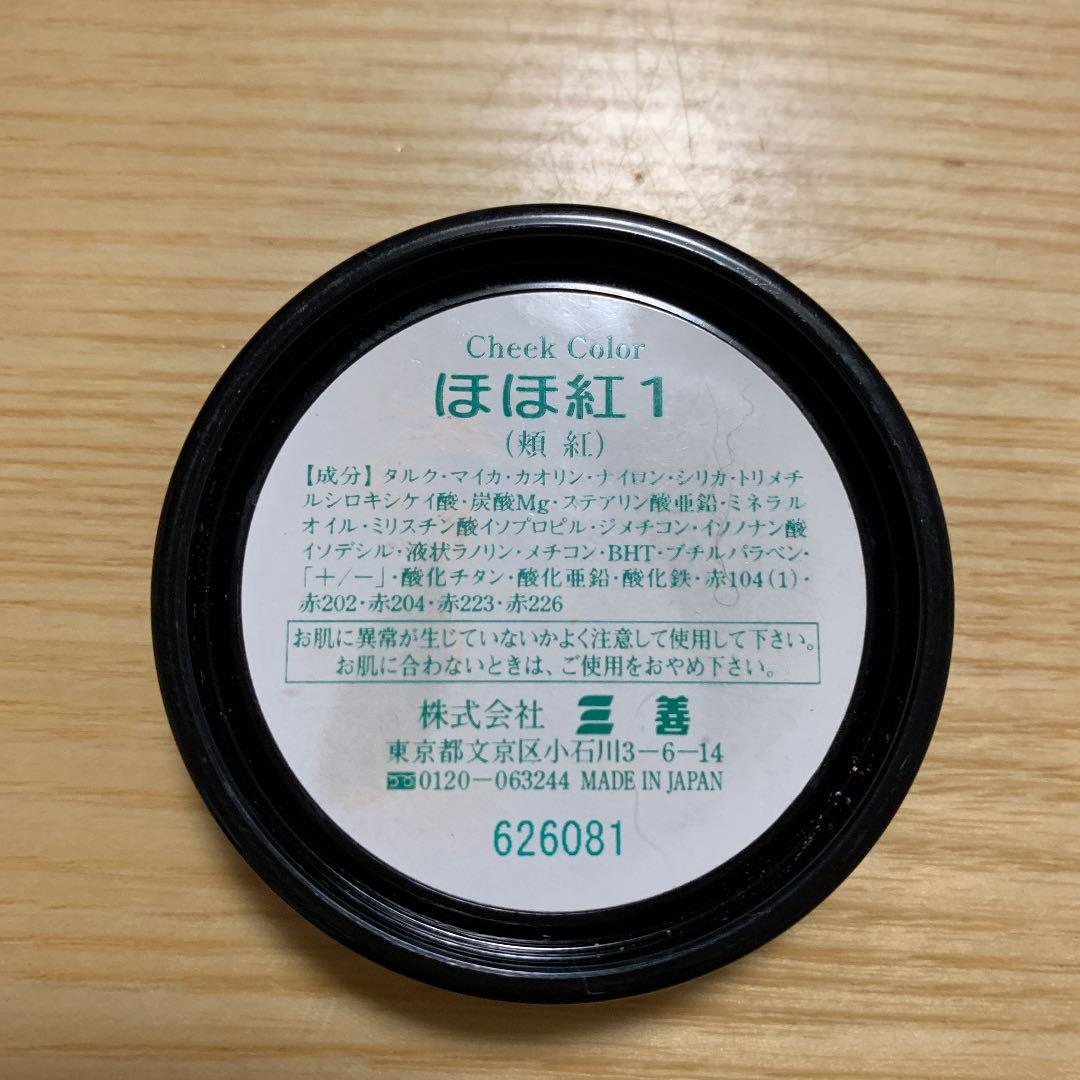 Cheek Color
ほほ紅1
(頬 紅)
【成分】タルク・マイカ・カオリン・ナイロン・シリカ・トリメチ
ルシロキシケイ酸・炭酸Mg・ステアリン酸亜鉛・ミネラル
オイル・ミリスチン酸イソプロピル・ジメチコン・イソノナン酸
イソデシル・液状ラノリン・メチコン・BHT・ブチルパラベン・
「+/−」・酸化チタン・酸化亜鉛・酸化鉄・赤104(1)・
赤202・赤204・赤223・赤226
お肌に異常が生じていないかよく注意して使用して下さい。
お肌に合わないときは、ご使用をおやめ下さい。
株式会社 三善
東京都文京区小石川3−6−14
0120−063244 MADE IN JAPAN
626081